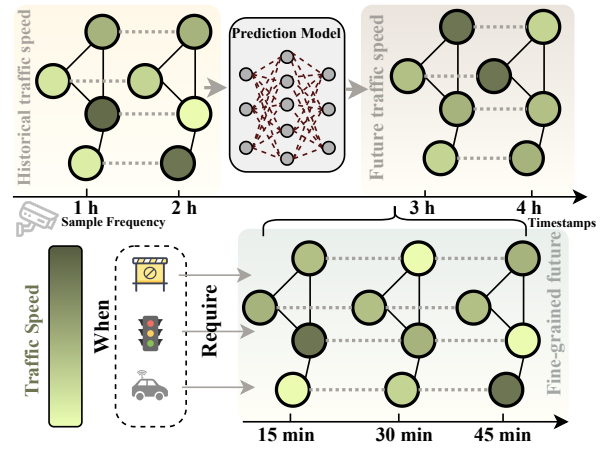 Historical traffic speed
Prediction Model
Future traffic speed
1 h
2 h
3 h
4 h
Sample Frequency
Timestamps
Traffic Speed
When
Require
Fine-grained future
15 min
30 min
45 min